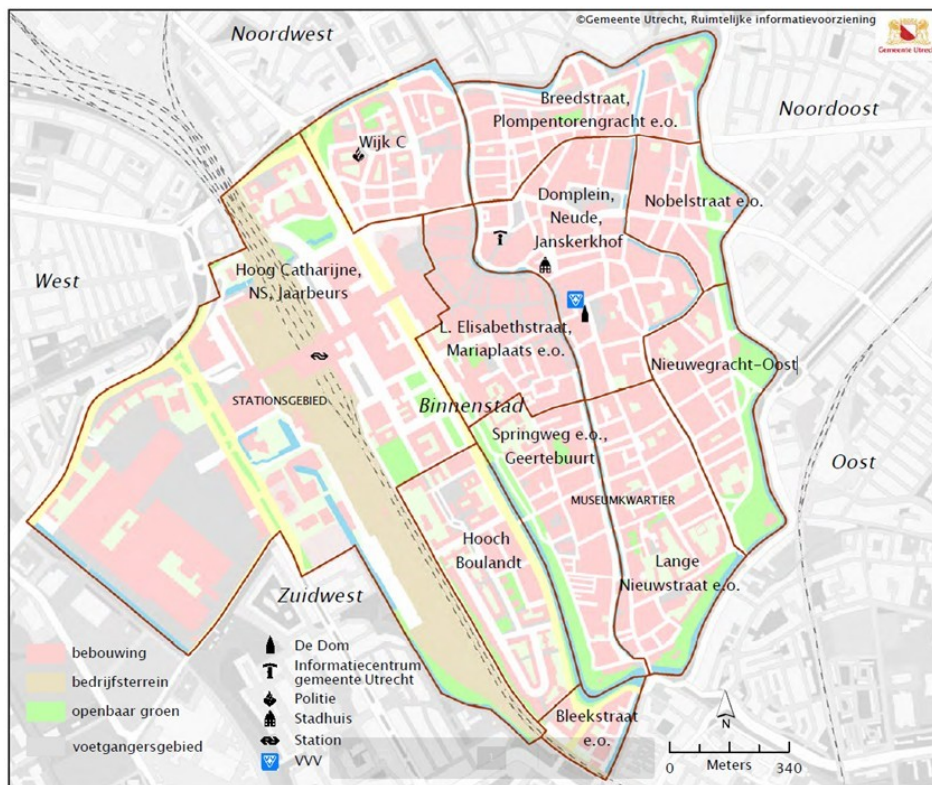 ©Gemeente Utrecht, Ruimtelijke informatievoorziening
Gemeente Utrecht
Noordwest
Breedstraat,
Plompentorengracht e.o.
Noordoost
Wijk C
Domplein,
Neude,
Janskerkhof
Nobelstraat e.o.
West
Hoog Catharijne,
NS, Jaarbeurs
L. Elisabethstraat,
Mariaplaats e.o.
Nieuwegracht-Oost
STATIONSGEBIED
Binnenstad
Springweg e.o.,
Geertebuurt
Oost
MUSEUMKWARTIER
Hooch
Boulandt
Lange
Nieuwstraat e.o.
Zuidwest
bebouwing
bedrijfsterrein
openbaar groen
voetgangersgebied
De Dom
Informatiecentrum
gemeente Utrecht
Politie
Stadhuis
Station
VVV
Bleekstraat
e.o.
N
0 Meters 340